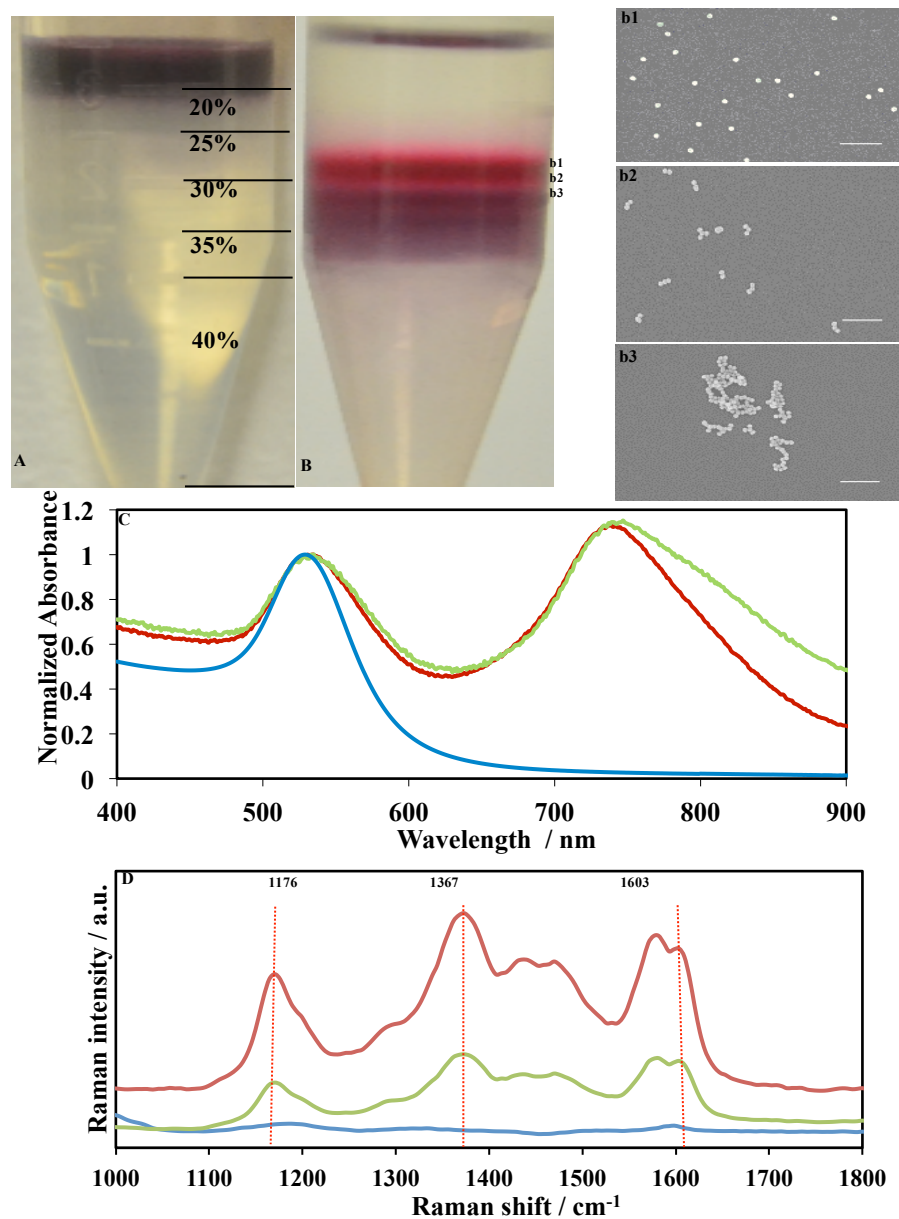 20%
25%
30%
35%
40%
A
b1
b2
b3
B
b1
b2
b3
C
1.2
1
0.8
0.6
0.4
0.2
0
Normalized Absorbance
400 500 600 700 800 900
Wavelength / nm
D
1176 1367 1603
Raman intensity / a.u.
1000 1100 1200 1300 1400 1500 1600 1700 1800
Raman shift / cm⁻¹